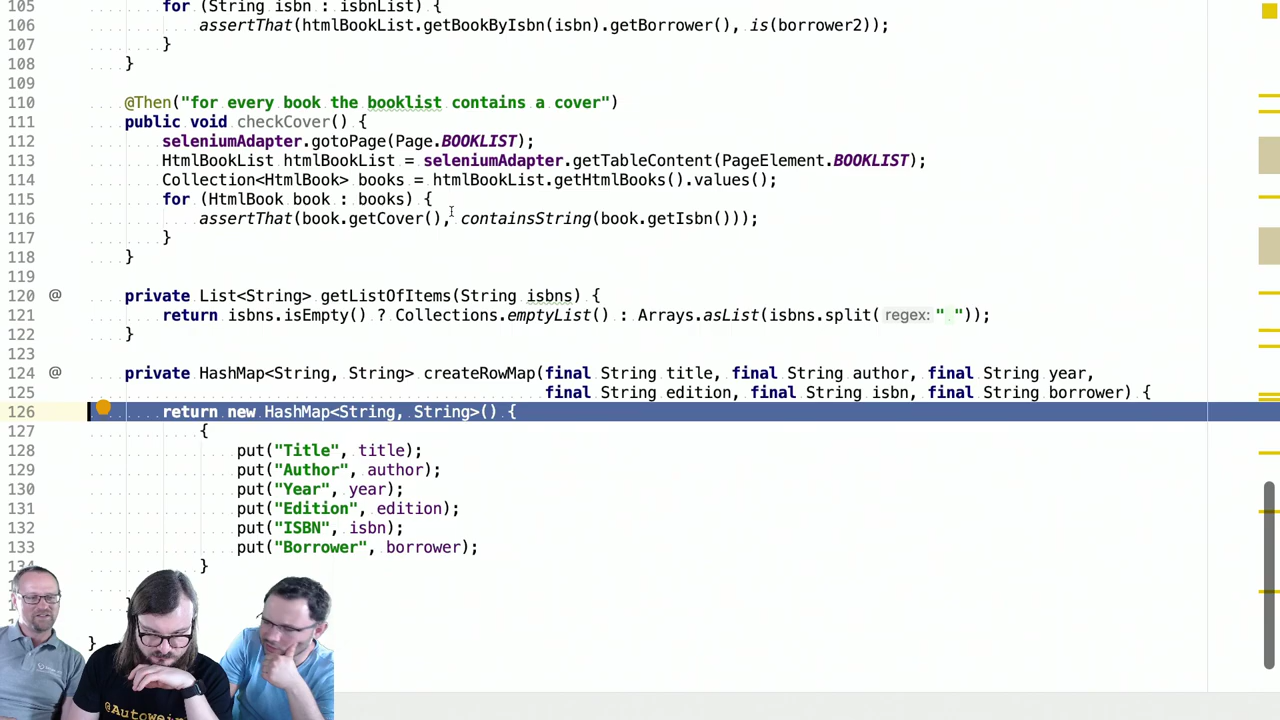 105 for (String isbn : isbnList) {
106 assertThat(htmlBookList.getBookByIsbn(isbn).getBorrower(), is(borrower2));
107 }
108 }
109
110 @Then("for every book the booklist contains a cover")
111 public void checkCover() {
112 seleniumAdapter.gotoPage(Page.BOOKLIST);
113 HtmlBookList htmlBookList = seleniumAdapter.getTableContent(PageElement.BOOKLIST);
114 Collection<HtmlBook> books = htmlBookList.getHtmlBooks().values();
115 for (HtmlBook book : books) {
116 assertThat(book.getCover(), containsString(book.getIsbn()));
117 }
118 }
119
120 @ private List<String> getListOfItems(String isbns) {
121 return isbns.isEmpty() ? Collections.emptyList() : Arrays.asList(isbns.split( regex: " "));
122 }
123
124 @ private HashMap<String, String> createRowMap(final String title, final String author, final String year,
125 final String edition, final String isbn, final String borrower) {
126 return new HashMap<String, String>() {
127 {
128 put("Title", title);
129 put("Author", author);
130 put("Year", year);
131 put("Edition", edition);
132 put("ISBN", isbn);
133 put("Borrower", borrower);
134 }
}
}
@Autowei